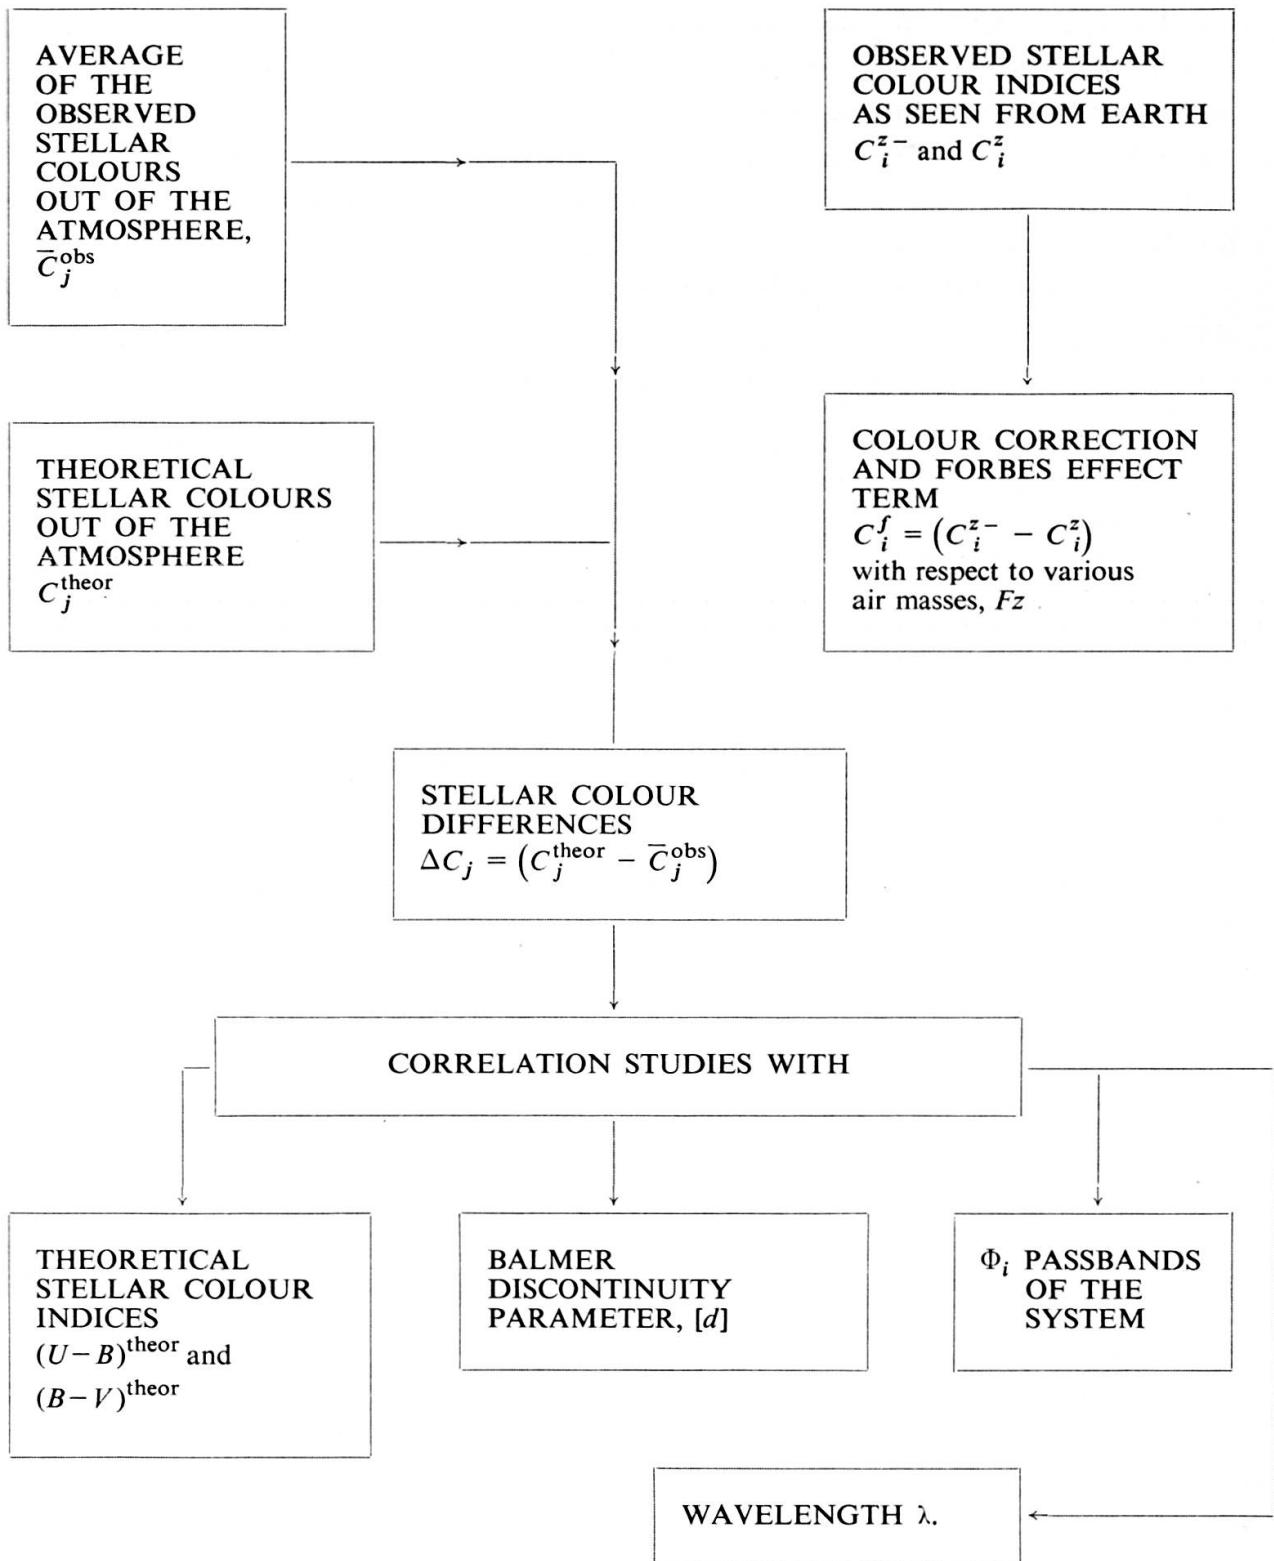 AVERAGE
OF THE
OBSERVED
STELLAR
COLOURS
OUT OF THE
ATMOSPHERE,
C̅ⱼᵒᵇˢ
OBSERVED STELLAR
COLOUR INDICES
AS SEEN FROM EARTH
Cᵢᶻ⁻ and Cᵢᶻ
THEORETICAL
STELLAR COLOURS
OUT OF THE
ATMOSPHERE
Cⱼᵗʰᵉᵒʳ
COLOUR CORRECTION
AND FORBES EFFECT
TERM
Cᵢᶠ = (Cᵢᶻ⁻ − Cᵢᶻ)
with respect to various
air masses, Fz
STELLAR COLOUR
DIFFERENCES
ΔCⱼ = (Cⱼᵗʰᵉᵒʳ − C̅ⱼᵒᵇˢ)
CORRELATION STUDIES WITH
THEORETICAL
STELLAR COLOUR
INDICES
(U−B)ᵗʰᵉᵒʳ and
(B−V)ᵗʰᵉᵒʳ
BALMER
DISCONTINUITY
PARAMETER, [d]
Φᵢ PASSBANDS
OF THE
SYSTEM
WAVELENGTH λ.